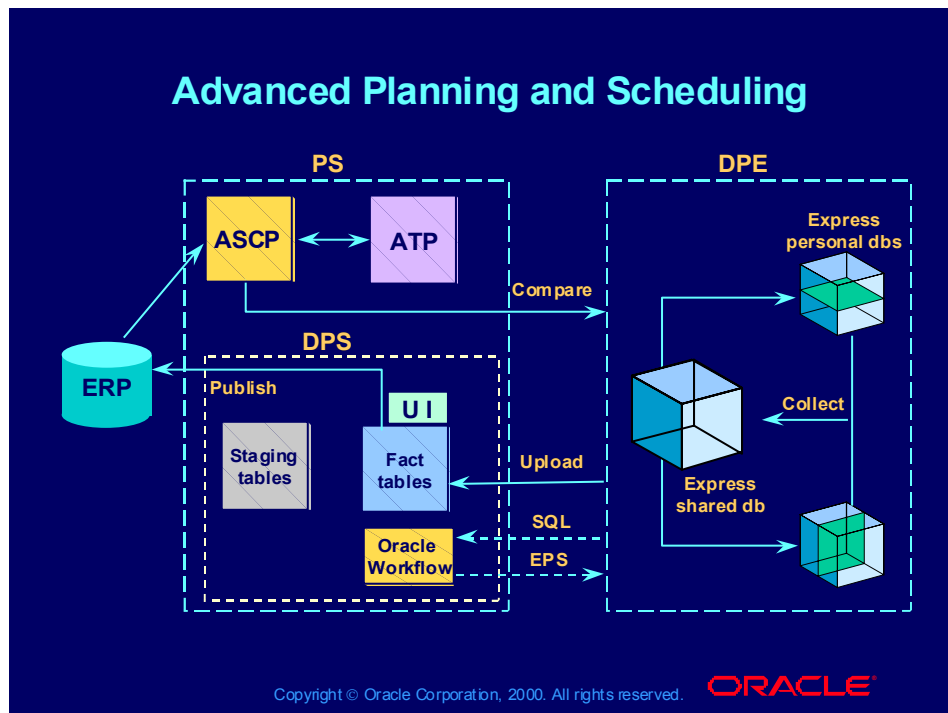 Advanced Planning and Scheduling
PS
DPE
ASCP
ATP
Express
personal dbs
Compare
DPS
ERP
Publish
UI
Collect
Staging
tables
Fact
tables
Upload
Express
shared db
SQL
Oracle
Workflow
EPS
Copyright © Oracle Corporation, 2000. All rights reserved.
ORACLE®